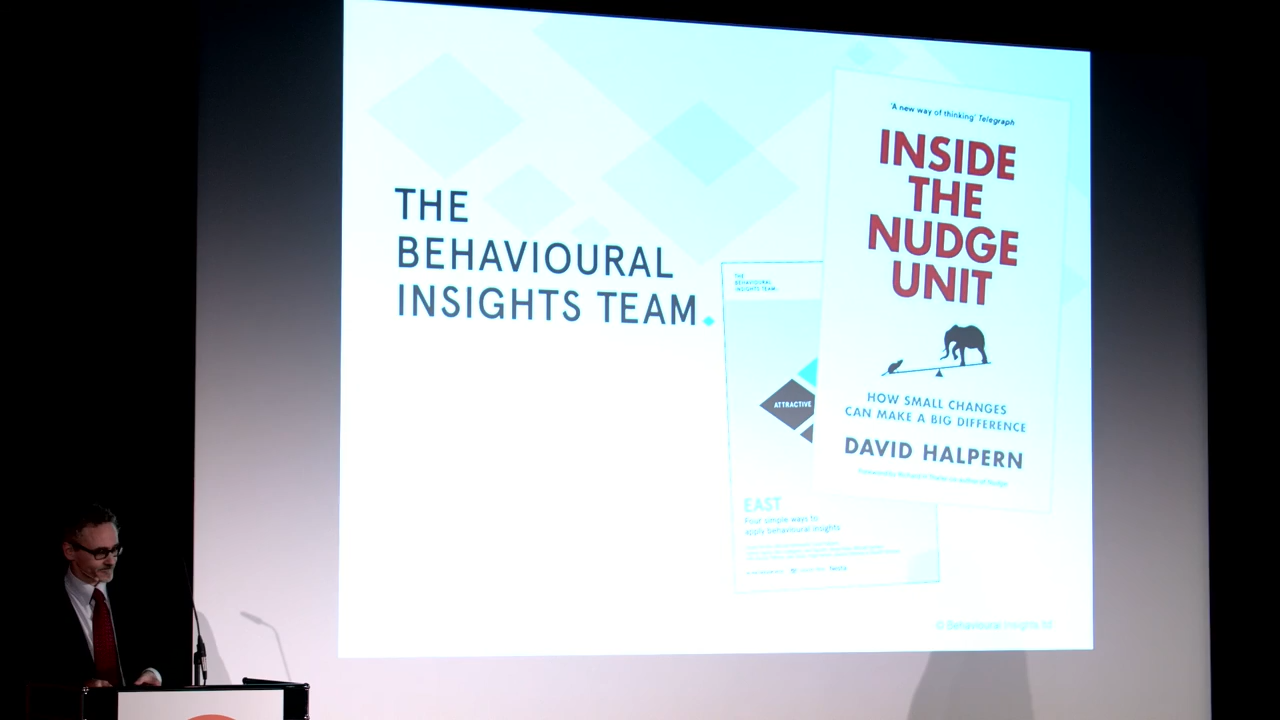 THE
BEHAVIOURAL
INSIGHTS TEAM.
'A new way of thinking' Telegraph
INSIDE
THE
NUDGE
UNIT
HOW SMALL CHANGES
CAN MAKE A BIG DIFFERENCE
DAVID HALPERN
THE
BEHAVIOURAL
INSIGHTS TEAM.
ATTRACTIVE
EAST
Four simple ways to
apply behavioural insights
© Behavioural Insights ltd